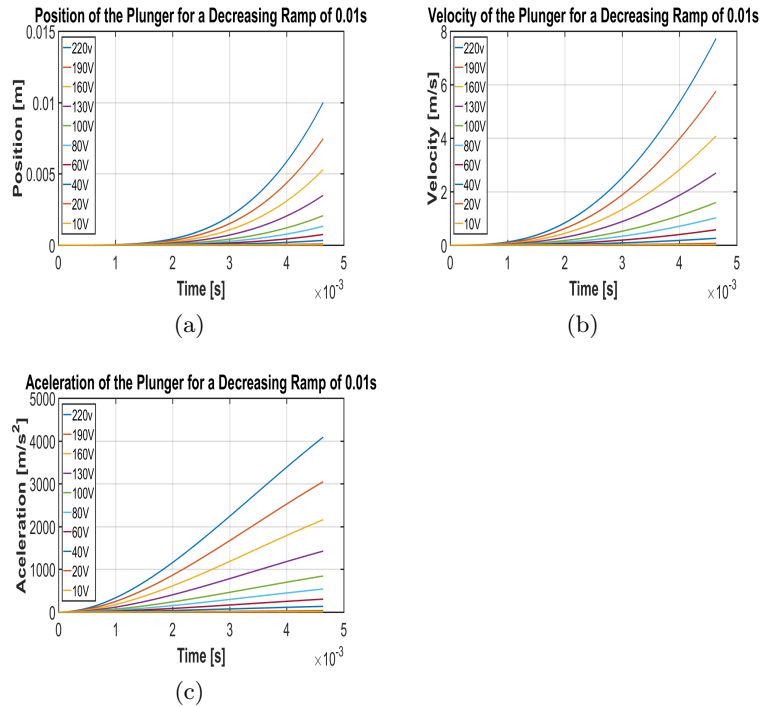 Position of the Plunger for a Decreasing Ramp of 0.01s
0.015
0.01
0.005
0
Position [m]
220v
190V
160V
130V
100V
80V
60V
40V
20V
10V
0 1 2 3 4 5
Time [s]
×10-3
(a)
Velocity of the Plunger for a Decreasing Ramp of 0.01s
8
6
4
2
0
Velocity [m/s]
220v
190V
160V
130V
100V
80V
60V
40V
20V
10V
0 1 2 3 4 5
Time [s]
×10-3
(b)
Aceleration of the Plunger for a Decreasing Ramp of 0.01s
5000
4000
3000
2000
1000
0
Aceleration [m/s2]
220v
190V
160V
130V
100V
80V
60V
40V
20V
10V
0 1 2 3 4 5
Time [s]
×10-3
(c)